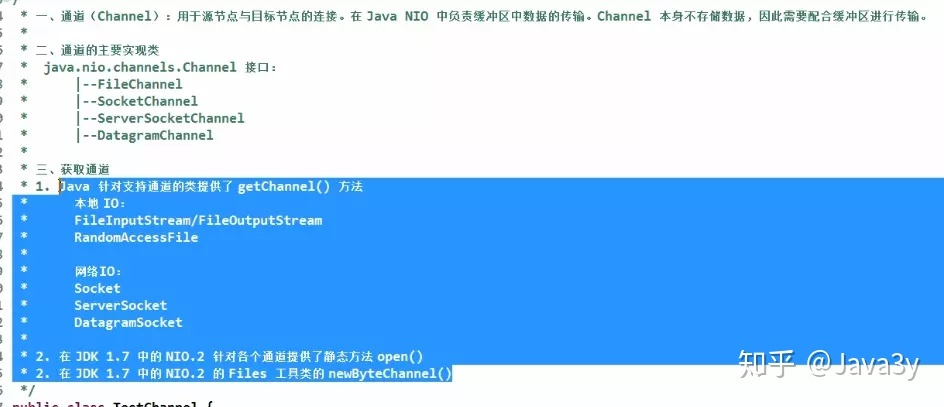 * 一、通道（Channel）：用于源节点与目标节点的连接。在 Java NIO 中负责缓冲区中数据的传输。Channel 本身不存储数据，因此需要配合缓冲区进行传输。
*
* 二、通道的主要实现类
* java.nio.channels.Channel 接口：
* |--FileChannel
* |--SocketChannel
* |--ServerSocketChannel
* |--DatagramChannel
*
* 三、获取通道
* 1. Java 针对支持通道的类提供了 getChannel() 方法
* 本地 IO：
* FileInputStream/FileOutputStream
* RandomAccessFile
*
* 网络IO：
* Socket
* ServerSocket
* DatagramSocket
*
* 2. 在 JDK 1.7 中的 NIO.2 针对各个通道提供了静态方法 open()
* 2. 在 JDK 1.7 中的 NIO.2 的 Files 工具类的 newByteChannel()
*/
public class TestChannel {
知乎 @Java3y